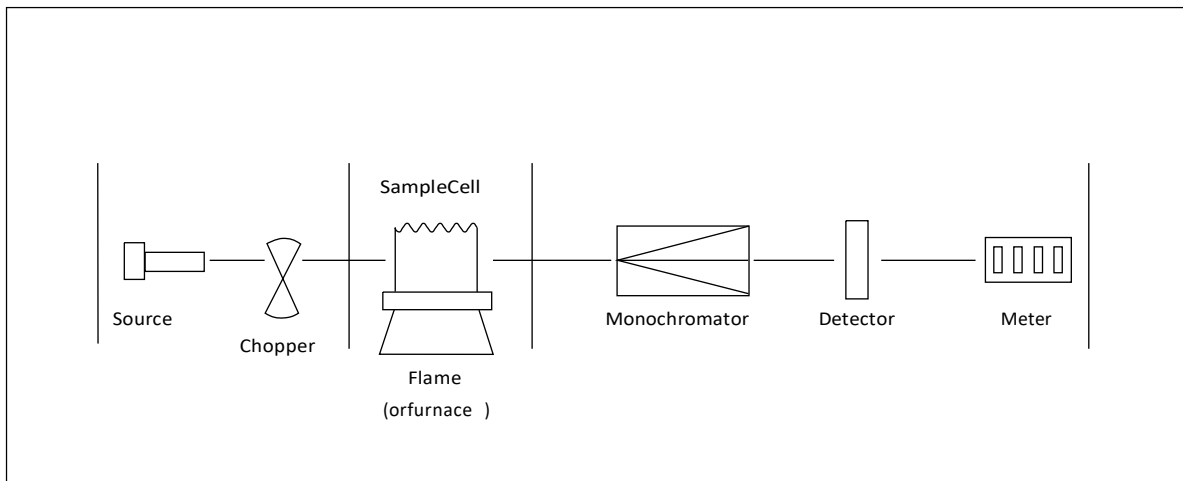 SampleCell
Source
Chopper
Flame
(orfurnace )
Monochromator
Detector
Meter